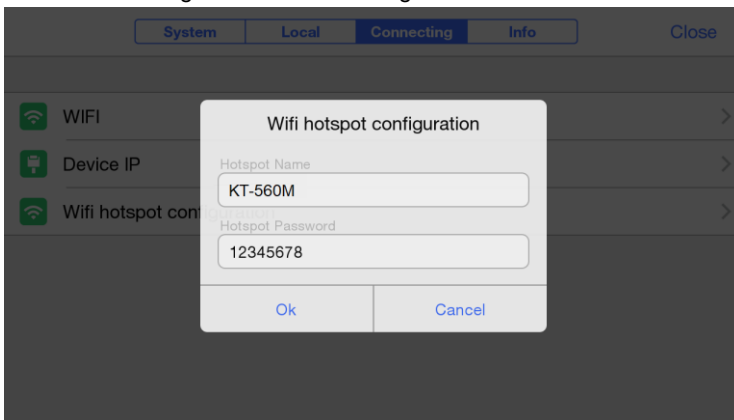 System Local Connecting Info Close
WIFI
Device IP
Wifi hotspot configuration
Wifi hotspot configuration
Hotspot Name
KT-560M
Hotspot Password
12345678
Ok Cancel